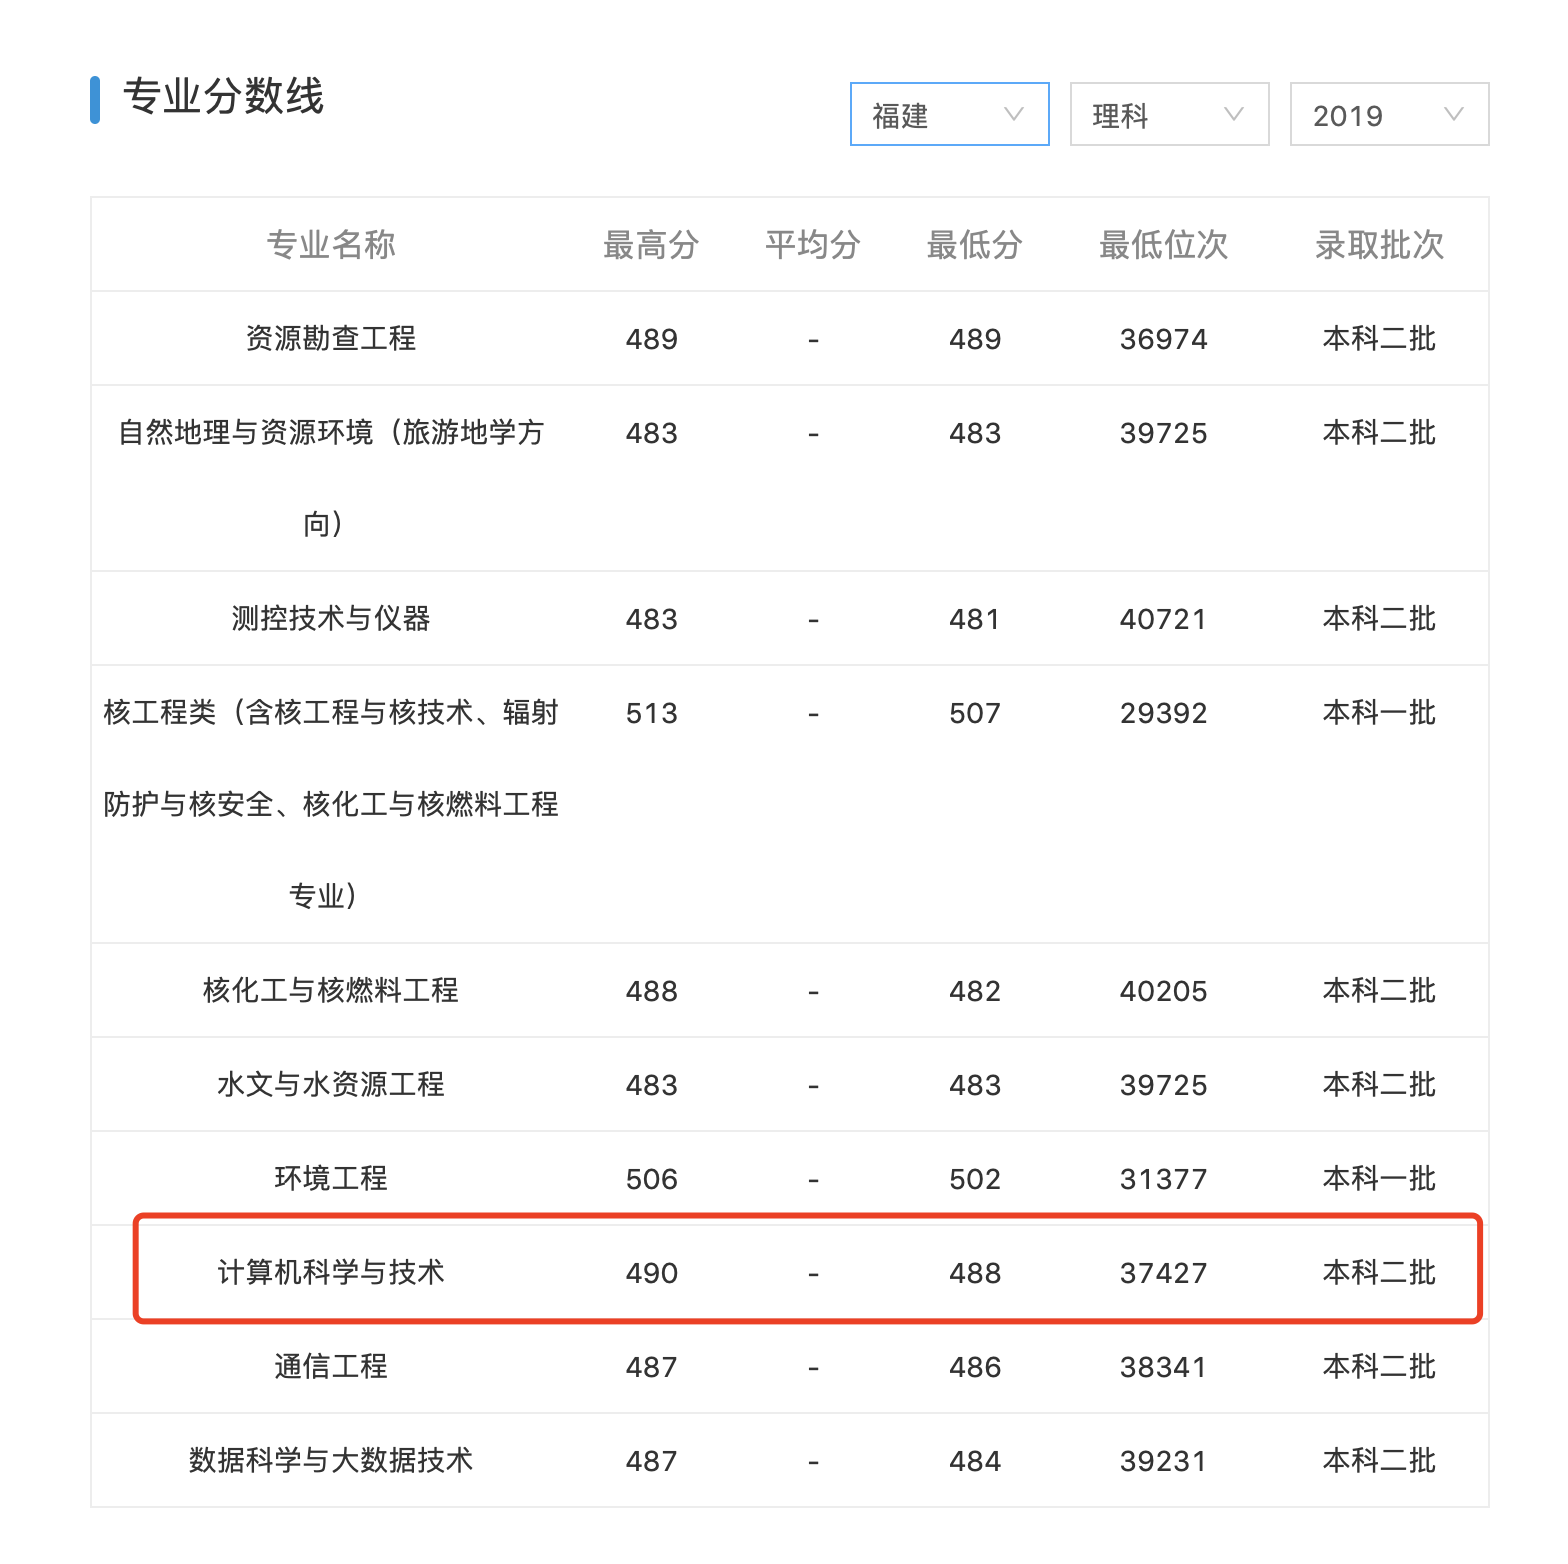 专业分数线
福建 理科 2019
专业名称 最高分 平均分 最低分 最低位次 录取批次
资源勘查工程 489 - 489 36974 本科二批
自然地理与资源环境（旅游地学方 483 - 483 39725 本科二批
向）
测控技术与仪器 483 - 481 40721 本科二批
核工程类（含核工程与核技术、辐射 513 - 507 29392 本科一批
防护与核安全、核化工与核燃料工程
专业）
核化工与核燃料工程 488 - 482 40205 本科二批
水文与水资源工程 483 - 483 39725 本科二批
环境工程 506 - 502 31377 本科一批
计算机科学与技术 490 - 488 37427 本科二批
通信工程 487 - 486 38341 本科二批
数据科学与大数据技术 487 - 484 39231 本科二批